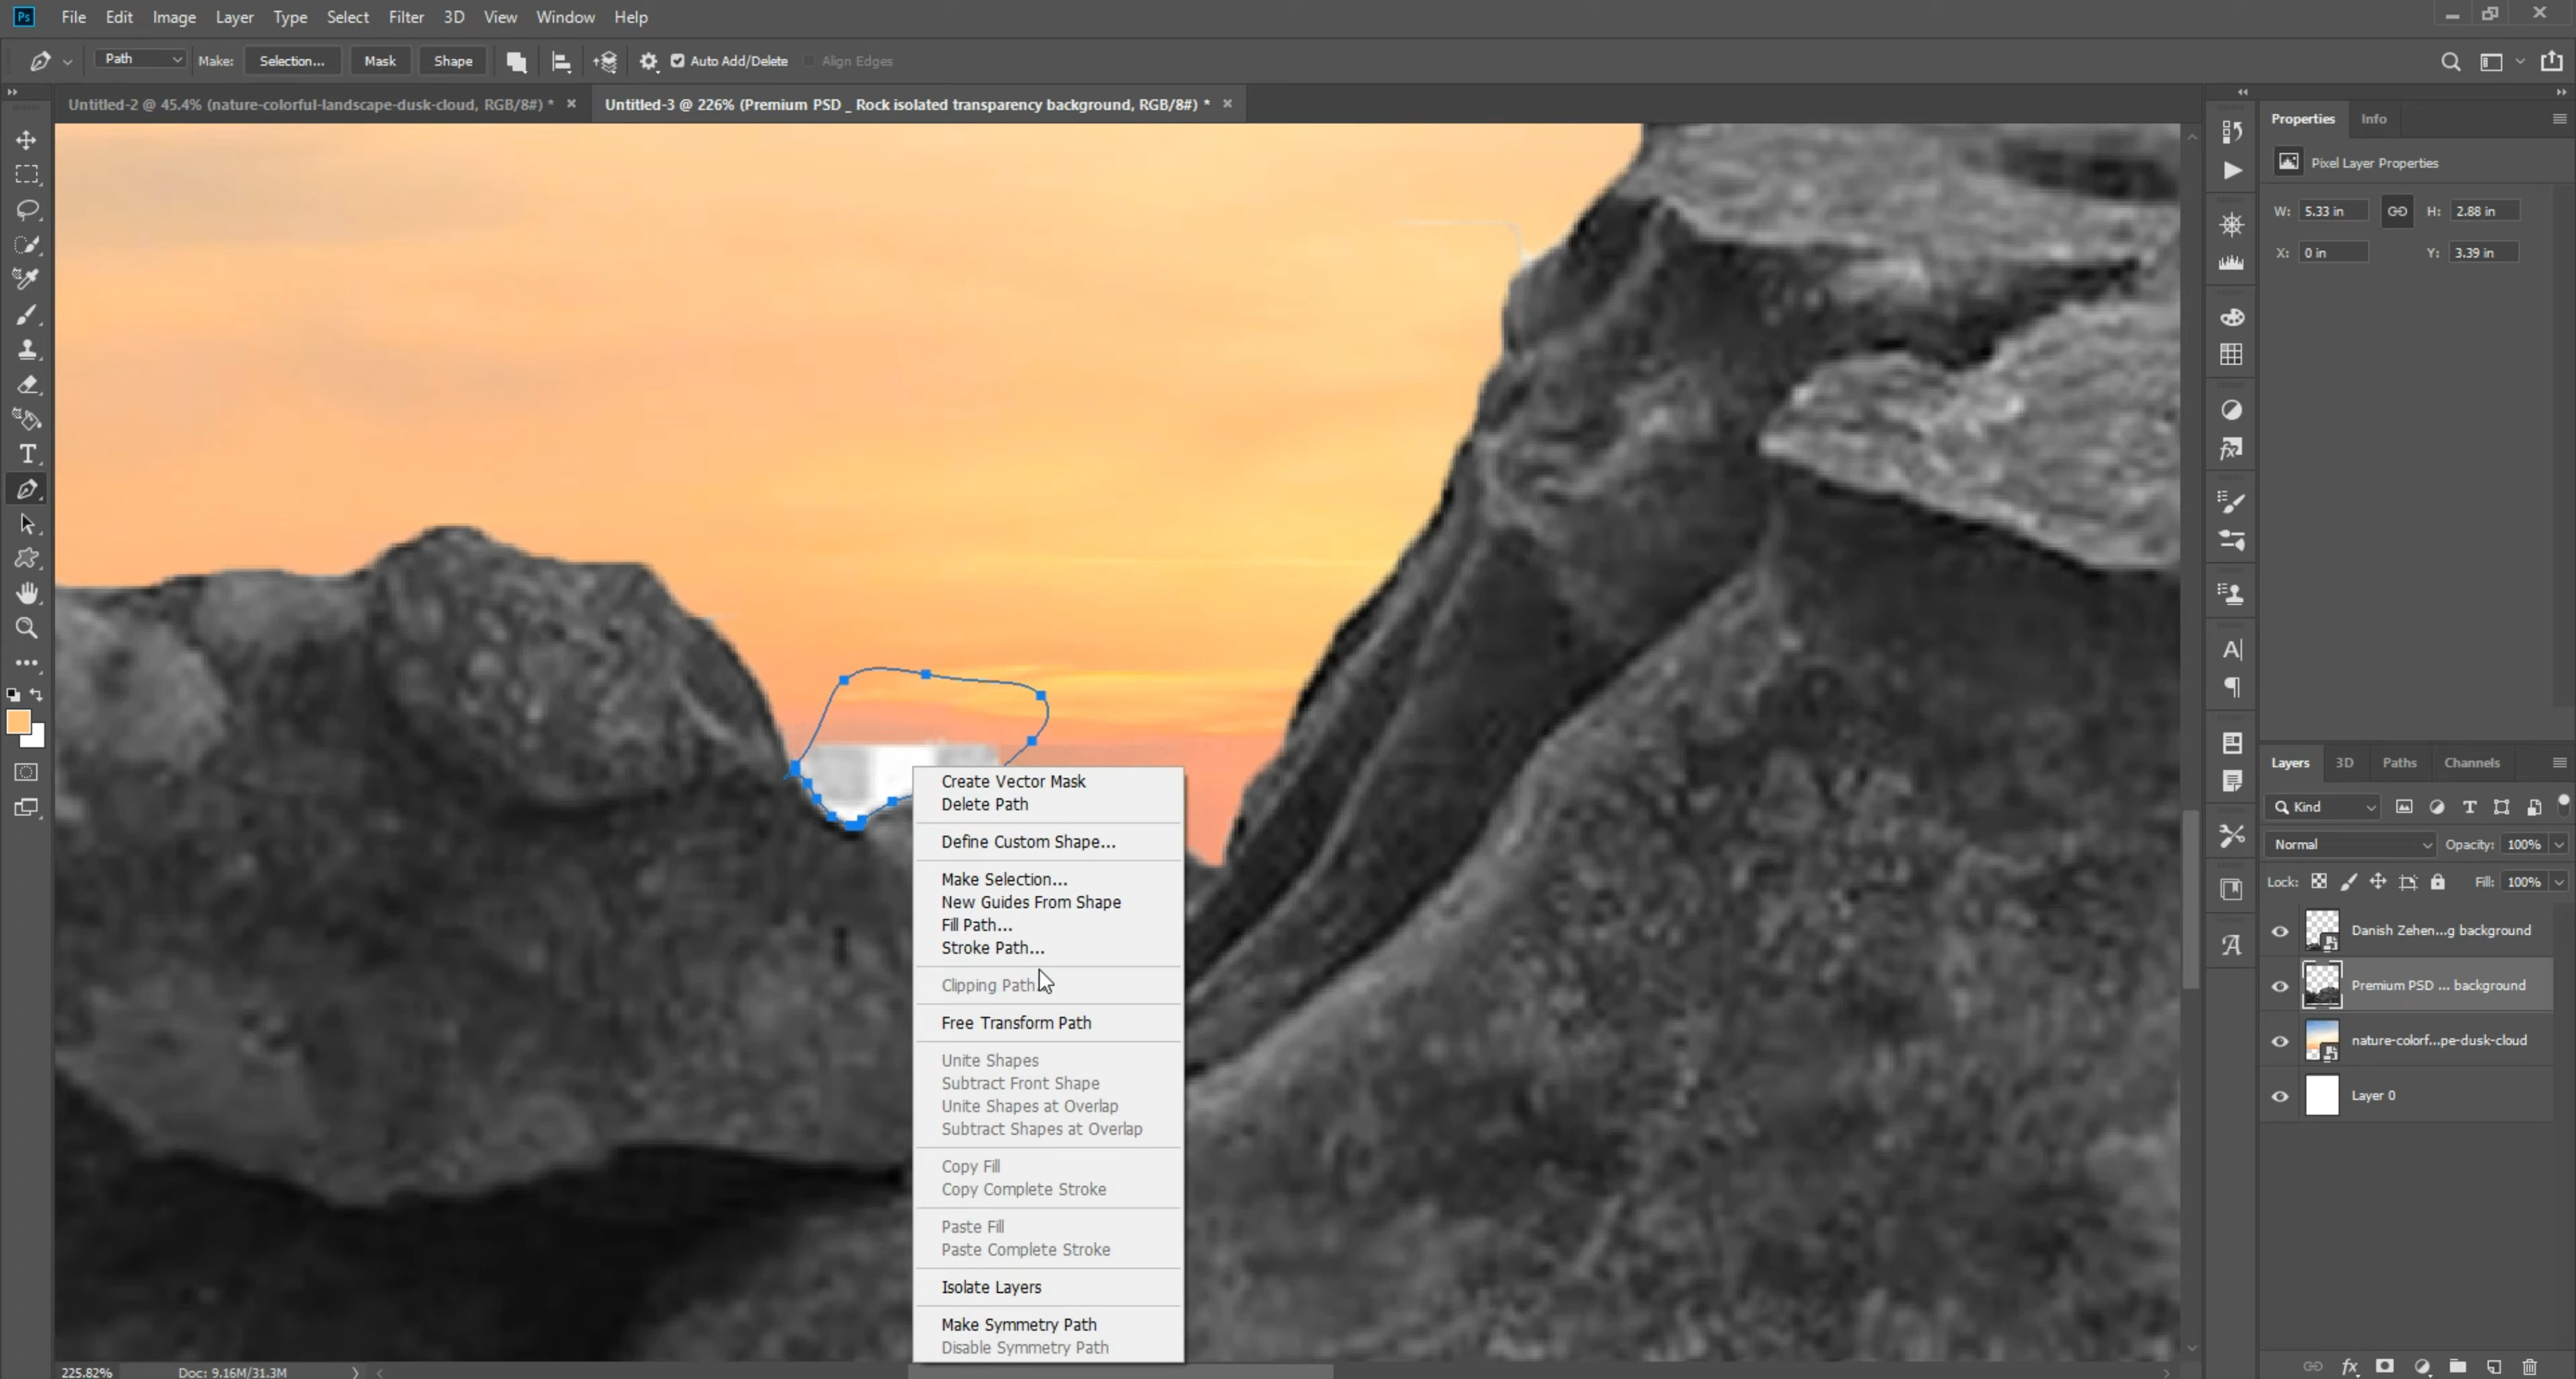 Ps File Edit Image Layer Type Select Filter 3D View Window Help
Path Make: Selection... Mask Shape Auto Add/Delete Align Edges
Untitled-2 @ 45.4% (nature-colorful-landscape-dusk-cloud, RGB/8#) * Untitled-3 @ 226% (Premium PSD _ Rock isolated transparency background, RGB/8#) *
Properties Info
Pixel Layer Properties
W: 5.33 in H: 2.88 in
X: 0 in Y: 3.39 in
Create Vector Mask
Delete Path
Define Custom Shape...
Make Selection...
New Guides From Shape
Fill Path...
Stroke Path...
Clipping Path
Free Transform Path
Unite Shapes
Subtract Front Shape
Unite Shapes at Overlap
Subtract Shapes at Overlap
Copy Fill
Copy Complete Stroke
Paste Fill
Paste Complete Stroke
Isolate Layers
Make Symmetry Path
Disable Symmetry Path
Layers 3D Paths Channels
Kind
Normal Opacity: 100%
Lock: Fill: 100%
Danish Zehen...g background
Premium PSD ... background
nature-colorf...pe-dusk-cloud
Layer 0
225.82% Doc: 9.16M/31.3M